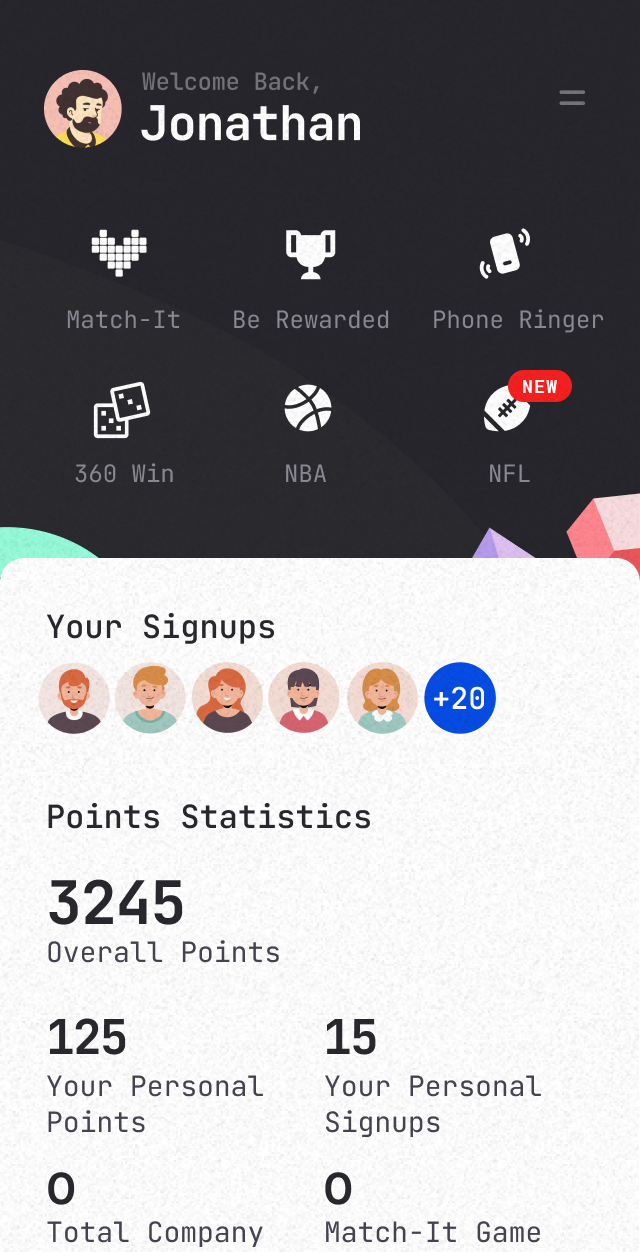 Welcome Back,
Jonathan
Match-It
Be Rewarded
Phone Ringer
NEW
360 Win
NBA
NFL
Your Signups
+20
Points Statistics
3245
Overall Points
125
Your Personal
Points
15
Your Personal
Signups
0
Total Company
0
Match-It Game